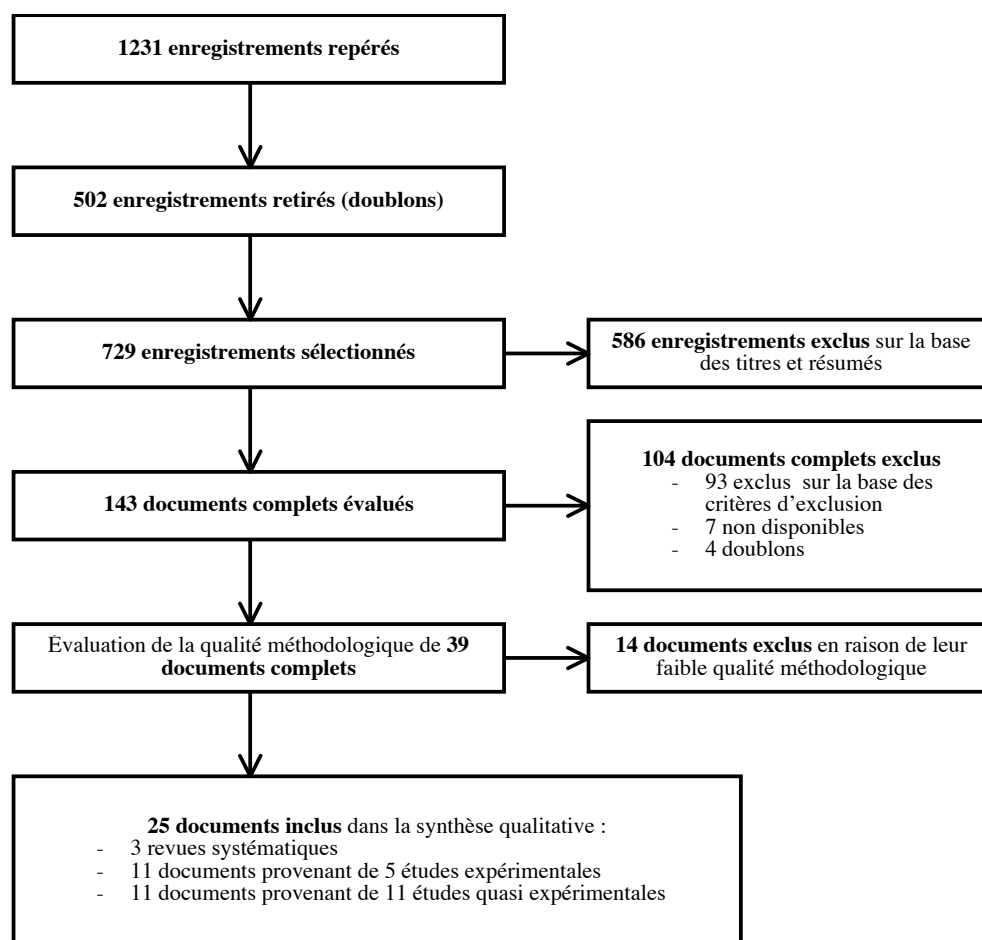 1231 enregistrements repérés
502 enregistrements retirés (doublons)
729 enregistrements sélectionnés
586 enregistrements exclus sur la base
des titres et résumés
143 documents complets évalués
104 documents complets exclus
- 93 exclus sur la base des
critères d’exclusion
- 7 non disponibles
- 4 doublons
Évaluation de la qualité méthodologique de 39
documents complets
14 documents exclus en raison de leur
faible qualité méthodologique
25 documents inclus dans la synthèse qualitative :
- 3 revues systématiques
- 11 documents provenant de 5 études expérimentales
- 11 documents provenant de 11 études quasi expérimentales